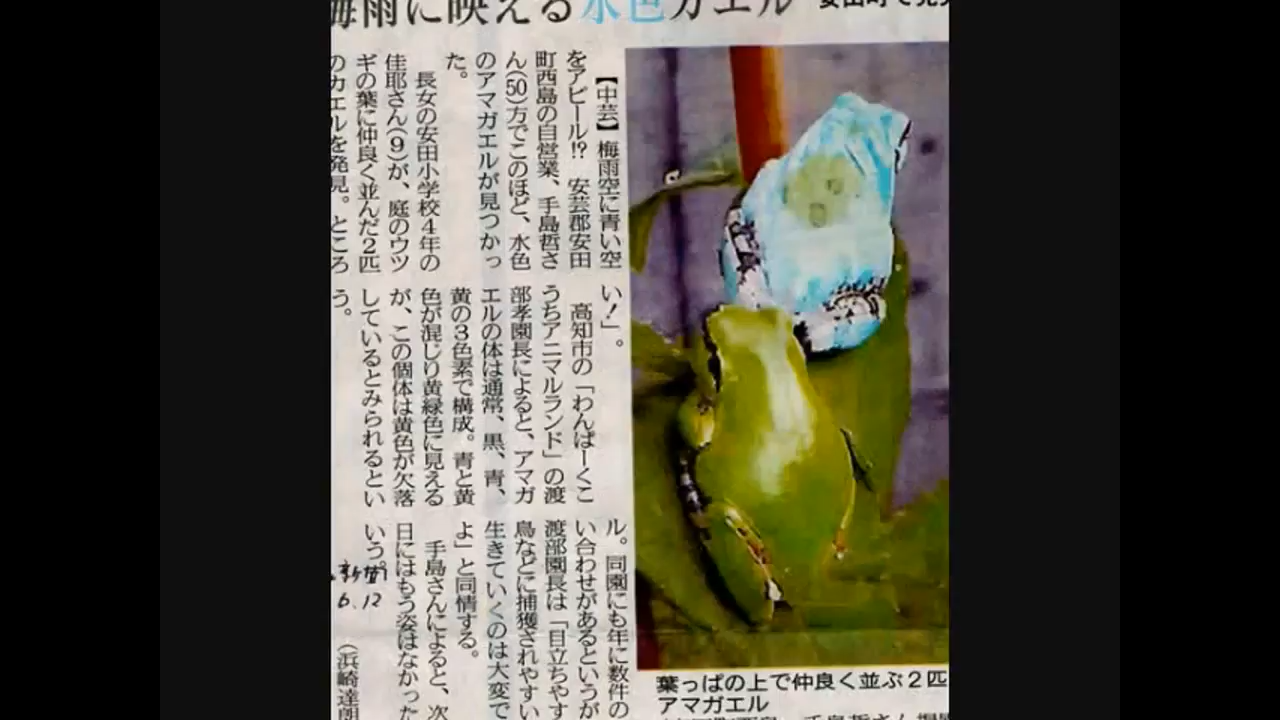 梅雨に映える水色ガエル
安田町で発見
【中芸】梅雨空に青い空
をアピール!? 安芸郡安田
町西島の自営業、手島哲さ
ん(50)方でこのほど、水色
のアマガエルが見つかっ
た。
長女の安田小学校4年の
佳耶さん(9)が、庭のウツ
ギの葉に仲良く並んだ2匹
のカエルを発見。ところ
い!」。
高知市の「わんぱーくこ
うちアニマルランド」の渡
部孝園長によると、アマガ
エルの体は通常、黒、青、
黄の3色素で構成。青と黄
色が混じり黄緑色に見える
が、この個体は黄色が欠落
しているとみられるとい
う。
ル。同園にも年に数件の
い合わせがあるというが
渡部園長は「目立ちやす
鳥などに捕獲されやすい
生きていくのは大変で
よ」と同情する。
手島さんによると、次
日にはもう姿はなかった
いう。
(浜崎達朗
新聞
6.12
葉っぱの上で仲良く並ぶ2匹
アマガエル